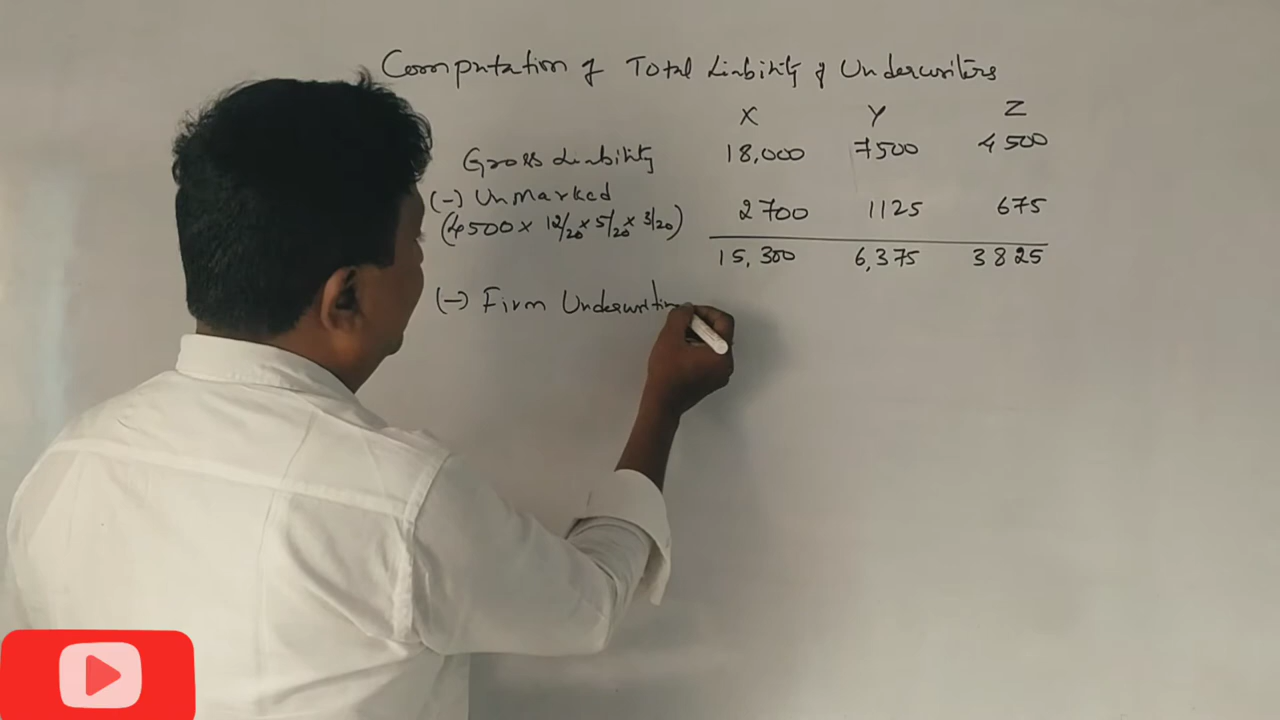 Computation of Total Liability of Underwriters
X Y Z
Gross Liability 18,000 7500 4500
(-) UnMarked
(4500 x 12/20 x 5/20 x 3/20) 2700 1125 675
15,300 6,375 3825
(-) Firm Underwritin